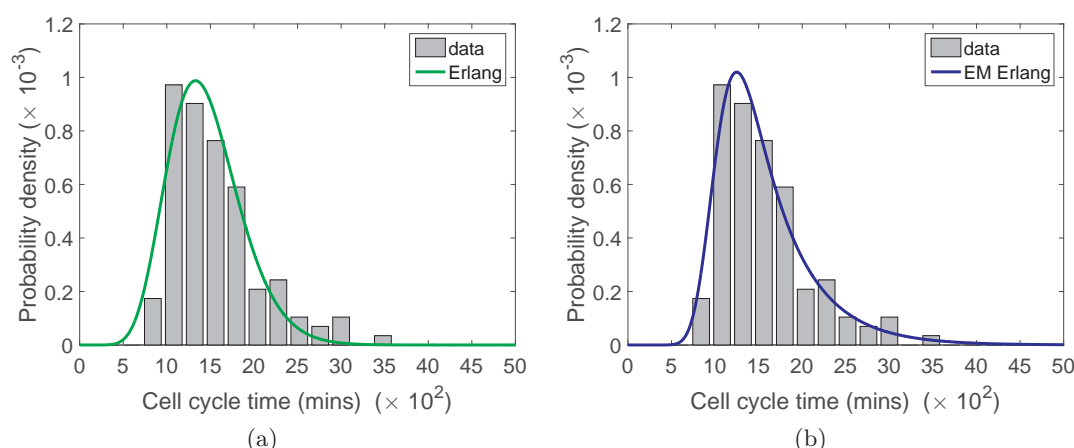 1.2
1
0.8
0.6
0.4
0.2
0
Probability density (× 10⁻³)
data
Erlang
0 5 10 15 20 25 30 35 40 45 50
Cell cycle time (mins) (× 10²)
(a)
1.2
1
0.8
0.6
0.4
0.2
0
Probability density (× 10⁻³)
data
EM Erlang
0 5 10 15 20 25 30 35 40 45 50
Cell cycle time (mins) (× 10²)
(b)